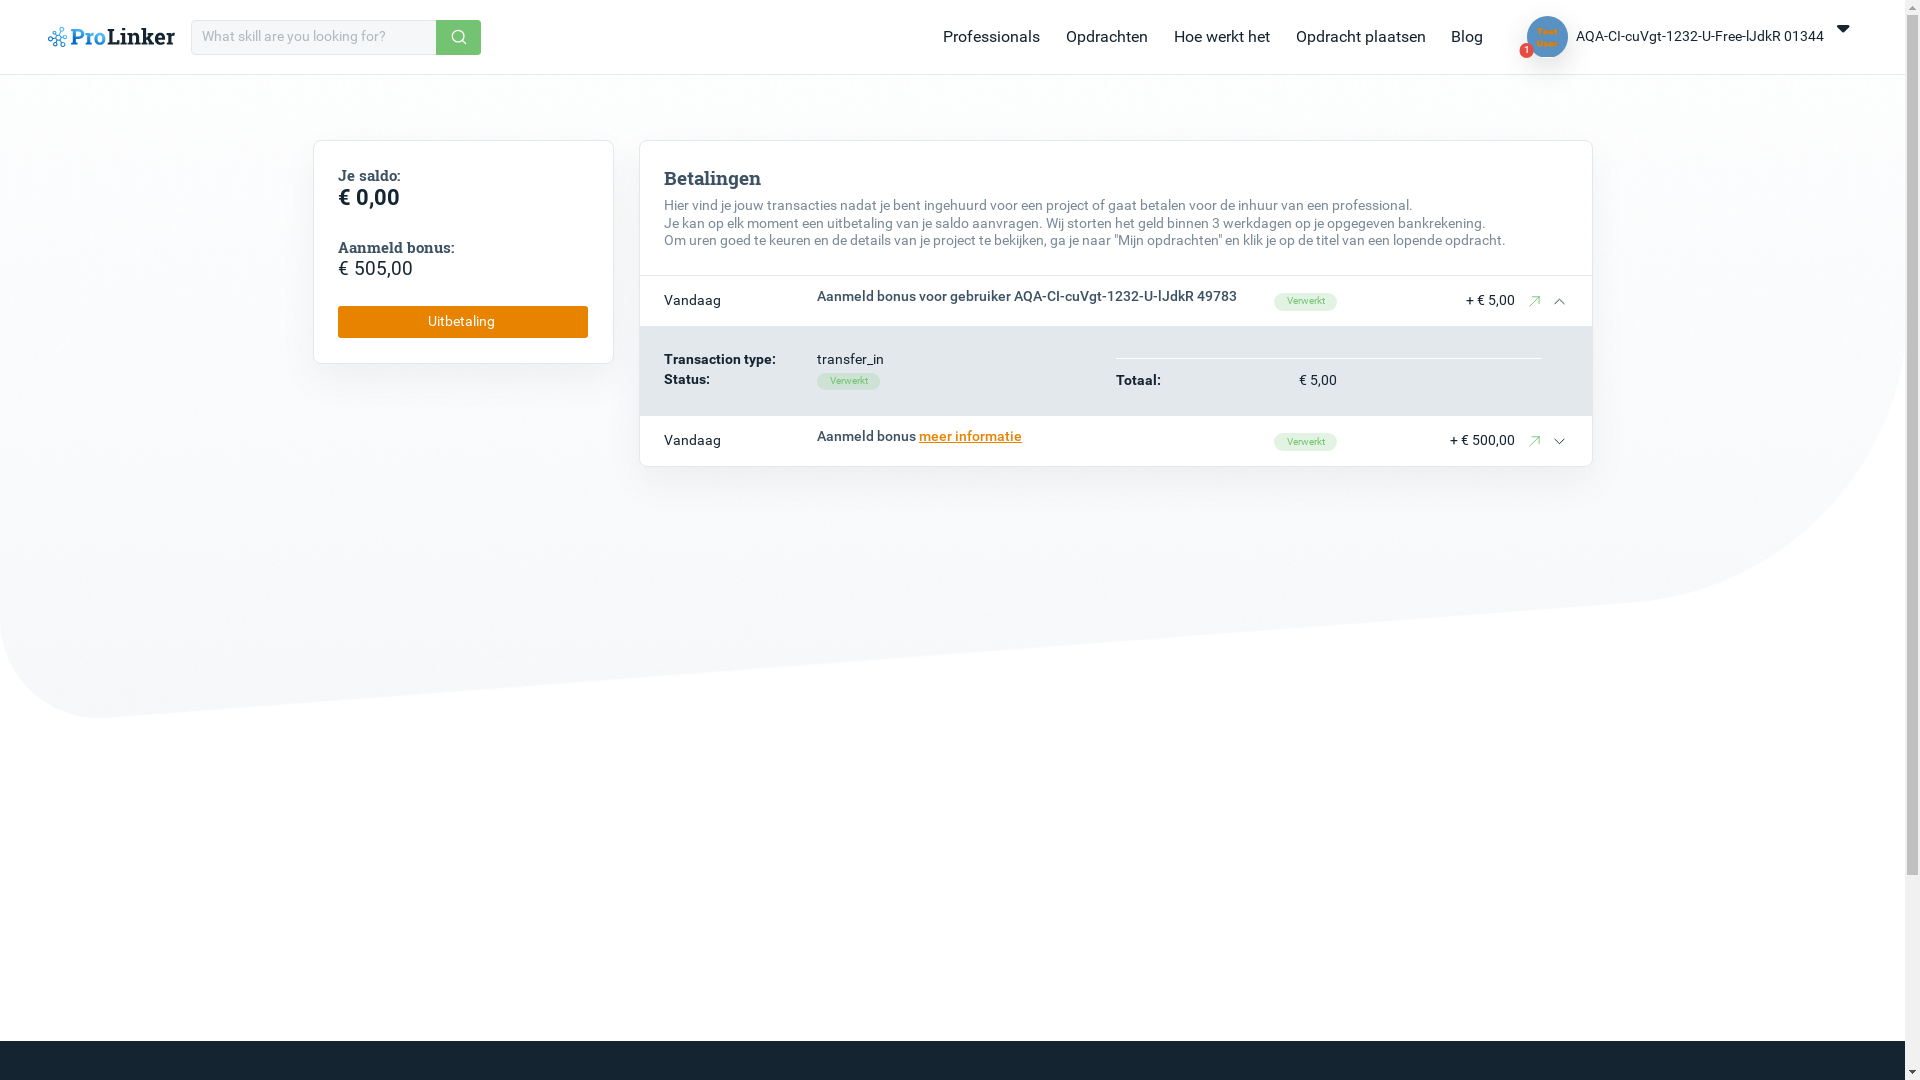 ProLinker
What skill are you looking for?
Professionals
Opdrachten
Hoe werkt het
Opdracht plaatsen
Blog
Test
User
1
AQA-CI-cuVgt-1232-U-Free-lJdkR 01344
Je saldo:
€ 0,00
Aanmeld bonus:
€ 505,00
Uitbetaling
Betalingen
Hier vind je jouw transacties nadat je bent ingehuurd voor een project of gaat betalen voor de inhuur van een professional.
Je kan op elk moment een uitbetaling van je saldo aanvragen. Wij storten het geld binnen 3 werkdagen op je opgegeven bankrekening.
Om uren goed te keuren en de details van je project te bekijken, ga je naar "Mijn opdrachten" en klik je op de titel van een lopende opdracht.
Vandaag Aanmeld bonus voor gebruiker AQA-CI-cuVgt-1232-U-lJdkR 49783 Verwerkt + € 5,00
Transaction type: transfer_in
Status: Verwerkt
Totaal: € 5,00
Vandaag Aanmeld bonus meer informatie Verwerkt + € 500,00